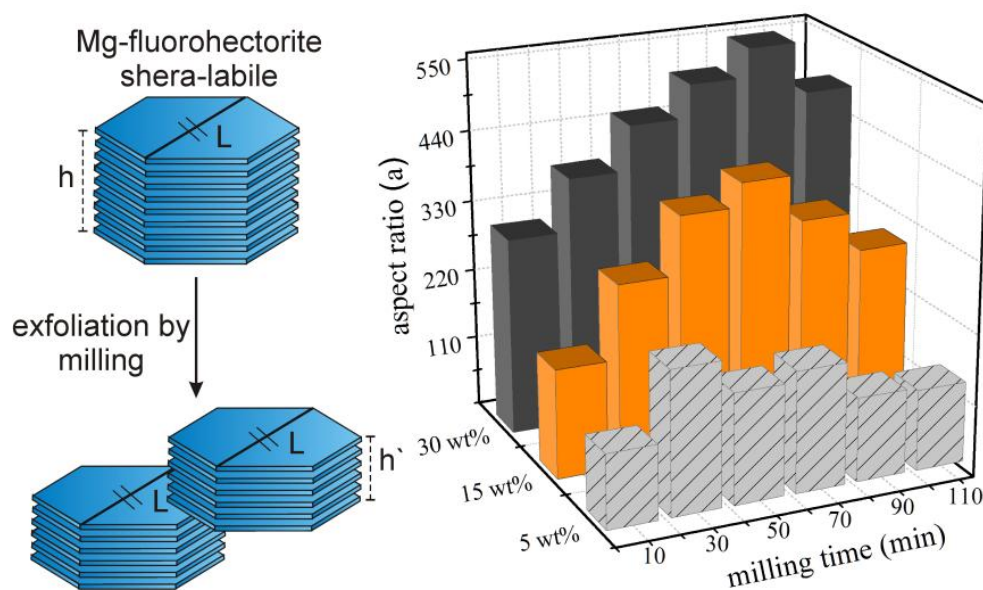 Mg-fluorohectorite
shera-labile
L
h
exfoliation by
milling
L
h`
L
aspect ratio (a)
550
440
330
220
110
30 wt%
15 wt%
5 wt%
10
30
50
70
90
110
milling time (min)